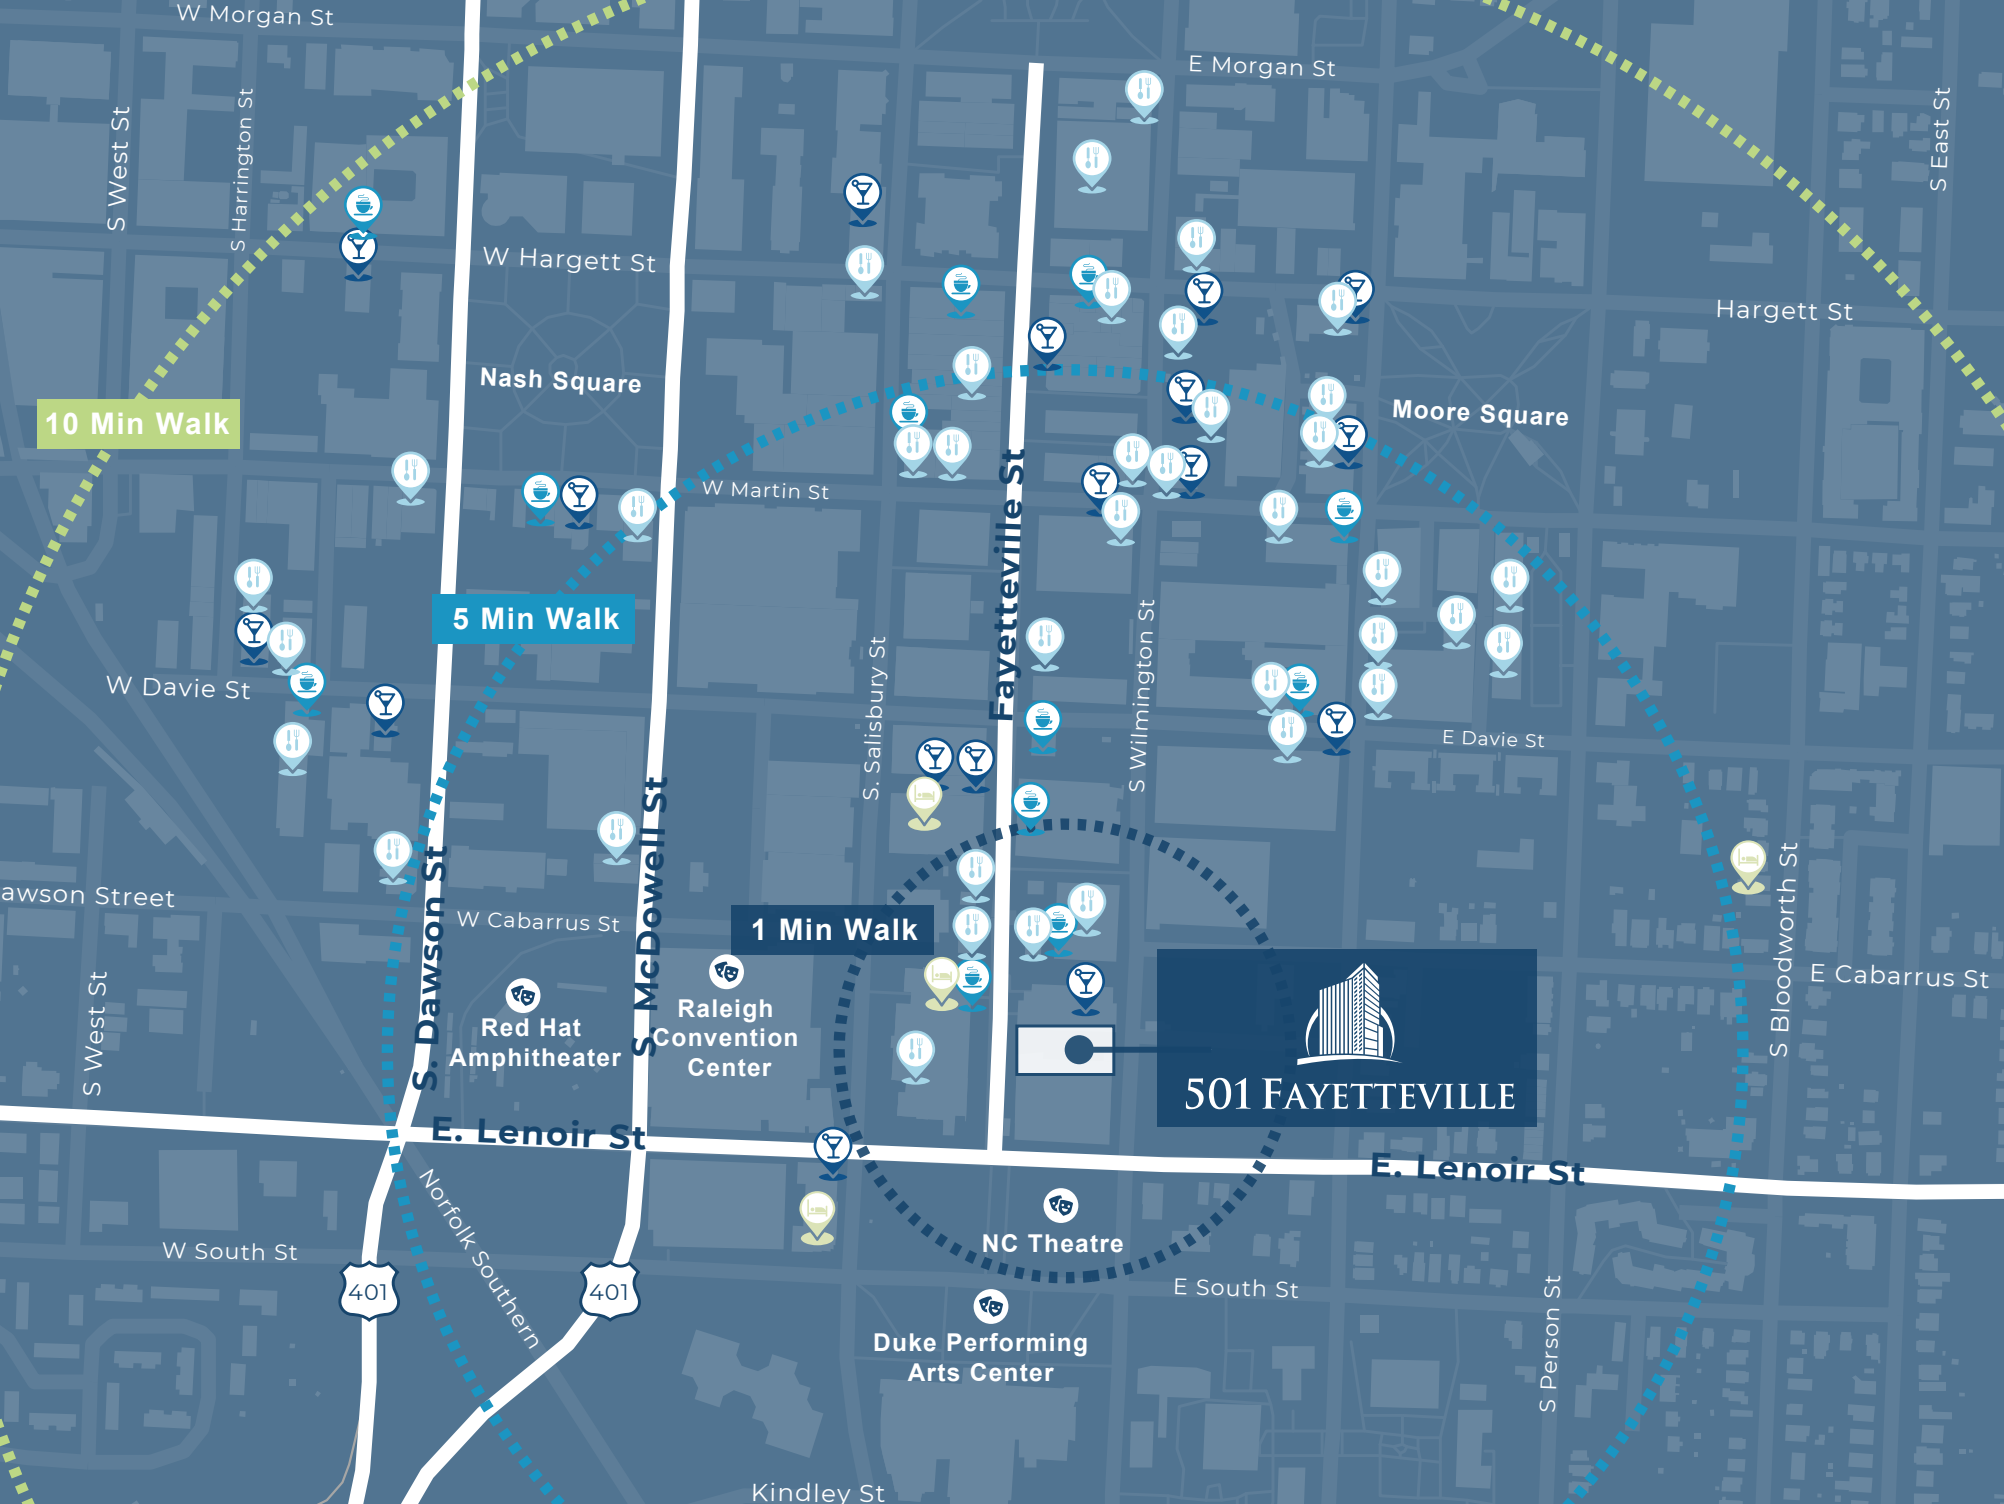 W Morgan St
E Morgan St
S West St
S Harrington St
S East St
W Hargett St
Hargett St
Nash Square
Moore Square
10 Min Walk
W Martin St
Fayetteville St
5 Min Walk
S. Salisbury St
S Wilmington St
W Davie St
E Davie St
S. Dawson St
S. McDowell St
awson Street
W Cabarrus St
1 Min Walk
S Bloodworth St
E Cabarrus St
S West St
Red Hat
Amphitheater
Raleigh
Convention
Center
501 FAYETTEVILLE
E. Lenoir St
E. Lenoir St
Norfolk Southern
W South St
NC Theatre
E South St
401
401
S Person St
Duke Performing
Arts Center
Kindley St